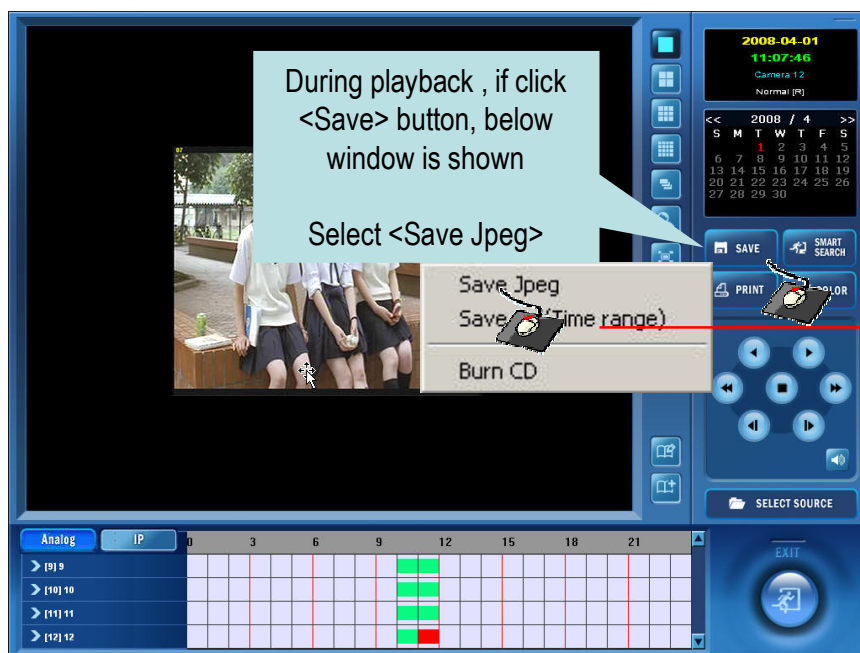 2008-04-01
11:07:46
Camera 12
Normal [R]
During playback , if click
<Save> button, below
window is shown
Select <Save Jpeg>
<< 2008 / 4 >>
S M T W T F S
1 2 3 4 5
6 7 8 9 10 11 12
13 14 15 16 17 18 19
20 21 22 23 24 25 26
27 28 29 30
07
SAVE
SMART
SEARCH
PRINT
Save Jpeg
Save (Time range)
Burn CD
SELECT SOURCE
Analog IP 0 3 6 9 12 15 18 21
[9] 9
[10] 10
[11] 11
[12] 12
EXIT